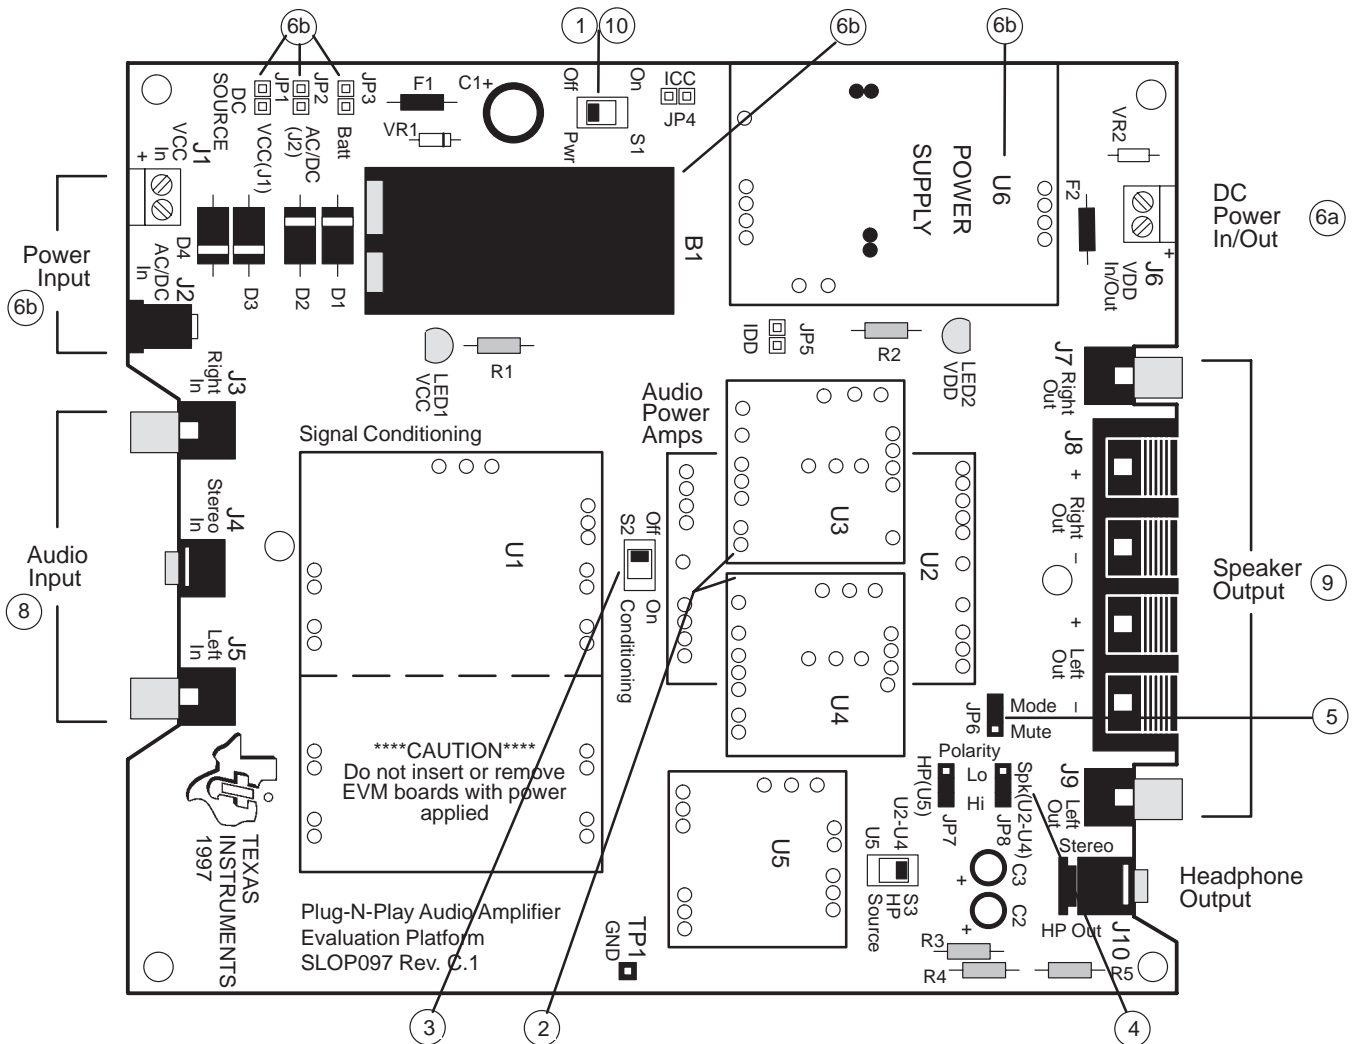 6b
1
10
6b
6b
DC
SOURCE
JP1
VCC(J1)
JP2
AC/DC
(J2)
JP3
Batt
F1
VR1
C1+
Off
On
Pwr
S1
ICC
JP4
POWER
SUPPLY
U6
VR2
F2
J6
VDD
In/Out
+
DC
Power
In/Out
6a
J1
VCC
In
+
Power
Input
6b
J2
AC/DC
In
D4
D3
D2
D1
B1
LED1
VCC
R1
IDD
JP5
R2
LED2
VDD
J7
Right
Out
J3
Right
In
Signal Conditioning
Audio
Power
Amps
J8
+
Right
Out
–
+
Left
Out
–
J4
Stereo
In
Audio
Input
8
J5
Left
In
U1
S2
Off
On
Conditioning
U3
U2
U4
Speaker
Output
9
JP6
Mode
Mute
5
****CAUTION****
Do not insert or remove
EVM boards with power
applied
Polarity
HP(U5)
Lo
Hi
Spk(U2-U4)
JP7
JP8
J9
Left
Out
TEXAS
INSTRUMENTS
1997
U5
U5
U2-U4
S3
HP
Source
+
C3
C2
+
Stereo
HP Out
J10
Headphone
Output
Plug-N-Play Audio Amplifier
Evaluation Platform
SLOP097 Rev. C.1
TP1
GND
R3
R4
R5
3
2
4